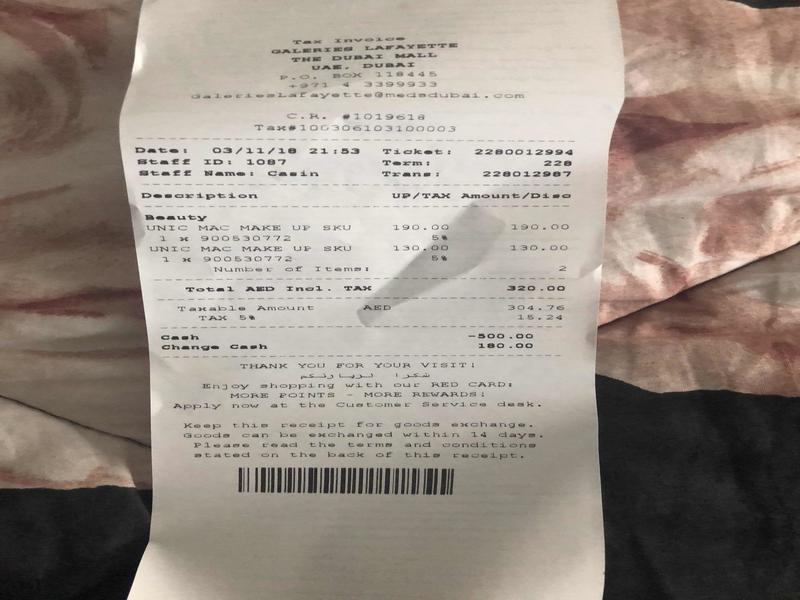 Tax Invoice
GALERIES LAFAYETTE
THE DUBAI MALL
UAE, DUBAI
P.O. BOX 118445
+971 4 3399933
GaleriesLafayette@medsdubai.com
C.R. #1019618
Tax#100306103100003
Date: 03/11/18 21:53 Ticket: 2280012994
Staff ID: 1087 Term: 228
Staff Name: Casin Trans: 228012987
Description UP/TAX Amount/Disc
Beauty
UNIC MAC MAKE UP SKU 190.00 190.00
1 x 900530772 5%
UNIC MAC MAKE UP SKU 130.00 130.00
1 x 900530772 5%
Number of Items: 2
Total AED Incl. TAX 320.00
Taxable Amount AED 304.76
TAX 5% 15.24
Cash -500.00
Change Cash 180.00
THANK YOU FOR YOUR VISIT!
شكرا لزيارتكم
Enjoy shopping with our RED CARD:
MORE POINTS - MORE REWARDS!
Apply now at the Customer Service desk.
Keep this receipt for goods exchange.
Goods can be exchanged within 14 days.
Please read the terms and conditions
stated on the back of this receipt.